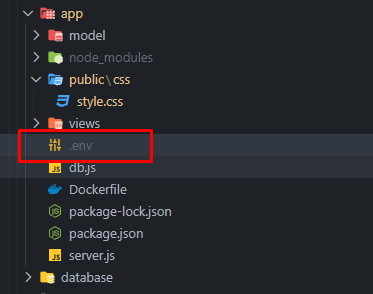 app
model
node_modules
public\css
style.css
views
.env
db.js
Dockerfile
package-lock.json
package.json
server.js
database